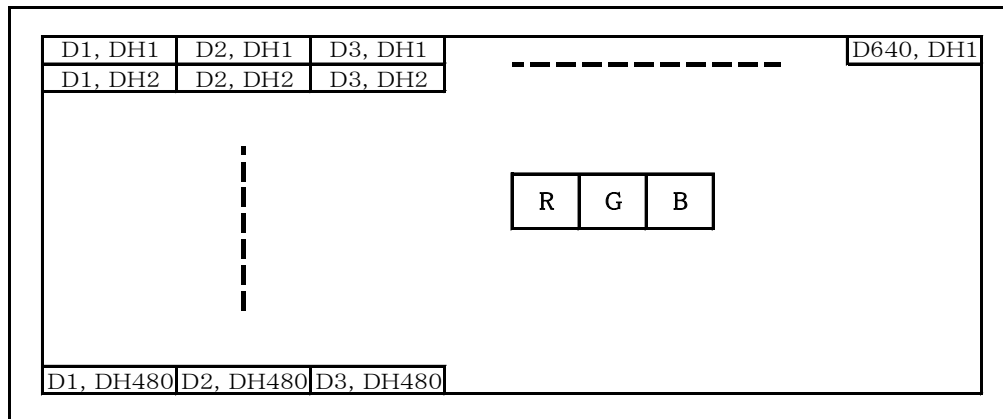 D1, DH1 D2, DH1 D3, DH1 D640, DH1
D1, DH2 D2, DH2 D3, DH2
R G B
D1, DH480 D2, DH480 D3, DH480